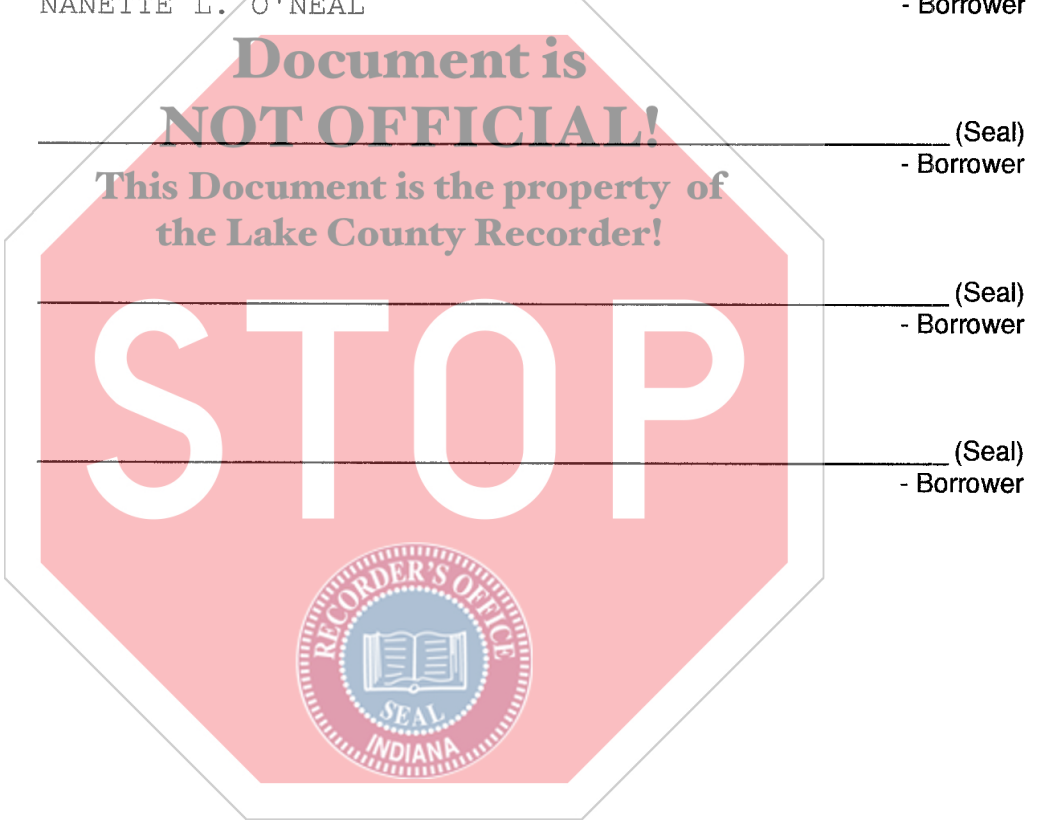 NANETTE L. O'NEAL
- Borrower
Document is
NOT OFFICIAL!
(Seal)
- Borrower
This Document is the property of
the Lake County Recorder!
(Seal)
- Borrower
STOP
(Seal)
- Borrower
RECORDER'S OFFICE
SEAL
INDIANA